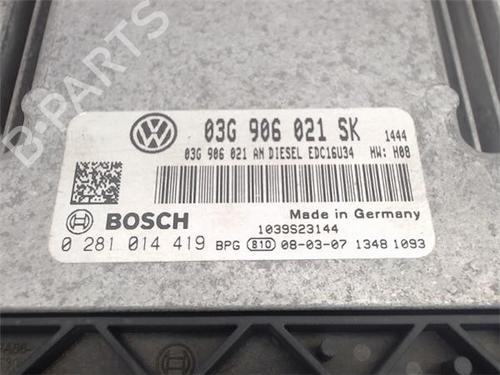 B-PARTS
03G 906 021 SK 1444
03G 906 021 AN DIESEL EDC16U34 HW: H08
BOSCH
Made in Germany
1039S23144
0 281 014 419 BPG 810 08-03-07 1348 1093